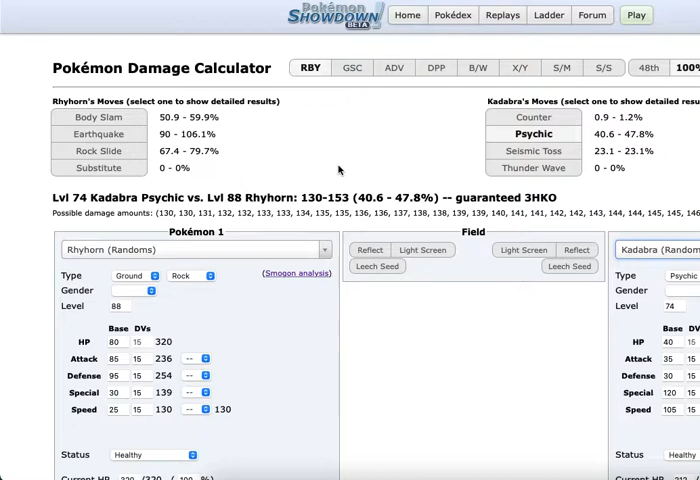 Pokémon
SHOWDOWN!
BETA
Home Pokédex Replays Ladder Forum Play
Pokémon Damage Calculator RBY GSC ADV DPP B/W X/Y S/M S/S 48th 100%
Rhyhorn's Moves (select one to show detailed results) Kadabra's Moves (select one to show detailed resu
Body Slam 50.9 - 59.9% Counter 0.9 - 1.2%
Earthquake 90 - 106.1% Psychic 40.6 - 47.8%
Rock Slide 67.4 - 79.7% Seismic Toss 23.1 - 23.1%
Substitute 0 - 0% Thunder Wave 0 - 0%
Lvl 74 Kadabra Psychic vs. Lvl 88 Rhyhorn: 130-153 (40.6 - 47.8%) -- guaranteed 3HKO
Possible damage amounts: (130, 130, 131, 132, 132, 133, 133, 134, 135, 135, 136, 136, 137, 138, 138, 139, 139, 140, 141, 141, 142, 142, 143, 144, 144, 145, 145, 146
Pokémon 1 Field
Rhyhorn (Randoms) Reflect Light Screen Light Screen Reflect Kadabra (Random
Leech Seed Leech Seed
Type Ground Rock (Smogon analysis) Type Psychic
Gender Gender
Level 88 Level 74
Base DVs Base DVs
HP 80 15 320 HP 40 15
Attack 85 15 236 -- Attack 35 15
Defense 95 15 254 -- Defense 30 15
Special 30 15 139 -- Special 120 15
Speed 25 15 130 -- 130 Speed 105 15
Status Healthy Status Healthy